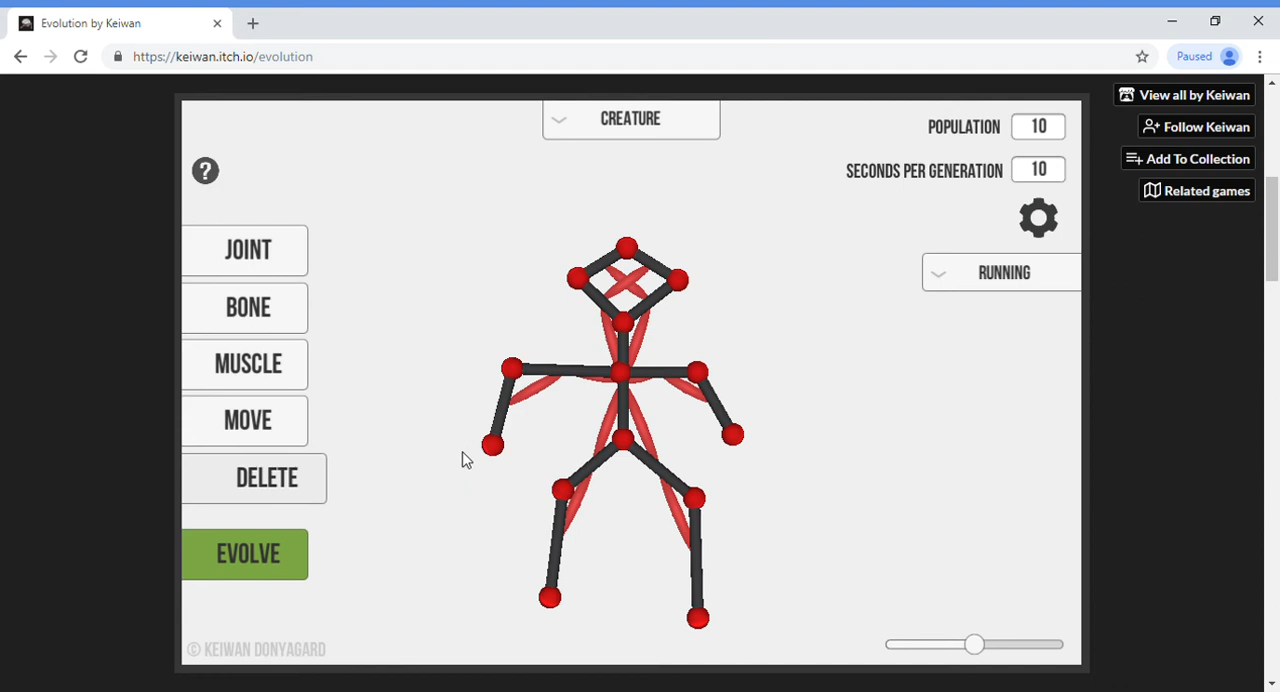 Evolution by Keiwan
Paused
https://keiwan.itch.io/evolution
View all by Keiwan
Follow Keiwan
Add To Collection
Related games
CREATURE
POPULATION 10
SECONDS PER GENERATION 10
?
RUNNING
JOINT
BONE
MUSCLE
MOVE
DELETE
EVOLVE
© KEIWAN DONYAGARD